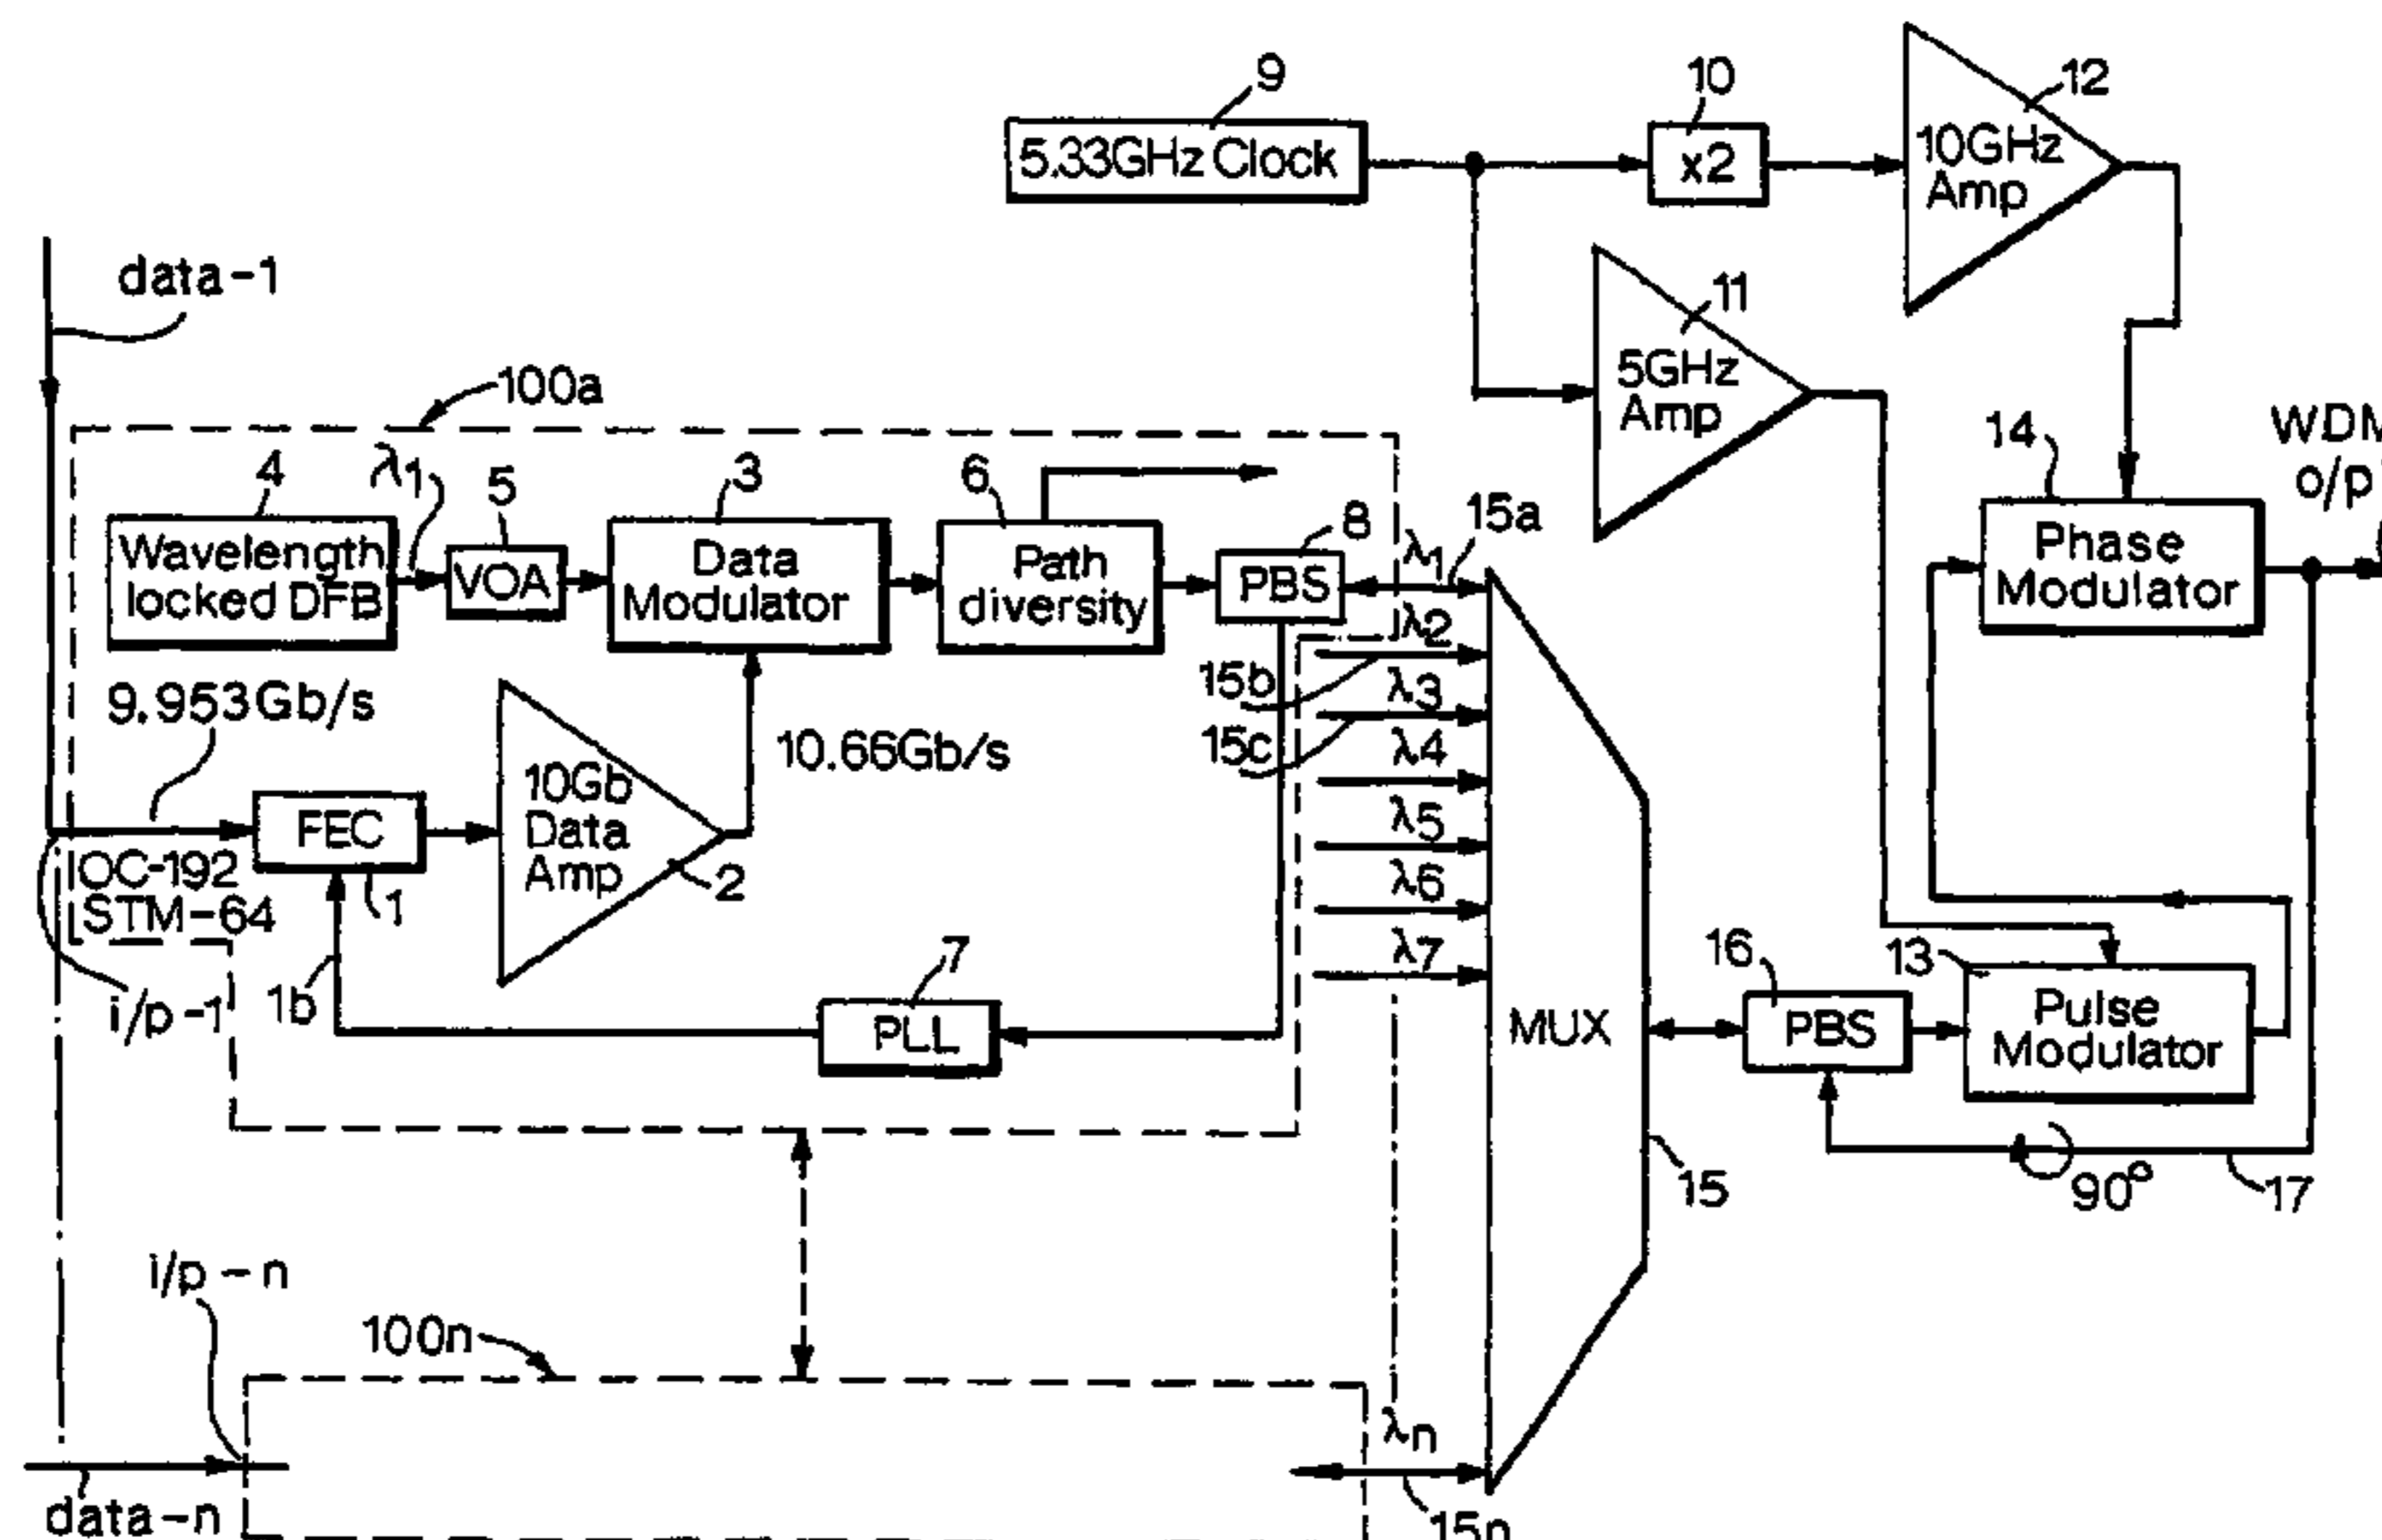 9
5.33GHz Clock
10
x2
12
10GHz
Amp
data-1
11
5GHz
Amp
100a
14
WDM
o/p
4
λ1
5
3
6
8
15a
Wavelength
locked DFB
VOA
Data
Modulator
Path
diversity
PBS
λ1
Phase
Modulator
λ2
15b
λ3
15c
λ4
λ5
λ6
λ7
9.953Gb/s
10.66Gb/s
FEC
10Gb
Data
Amp
2
OC-192
STM-64
1
i/p-1
1b
7
PLL
MUX
16
PBS
13
Pulse
Modulator
15
90°
17
i/p-n
100n
λn
data-n
15n